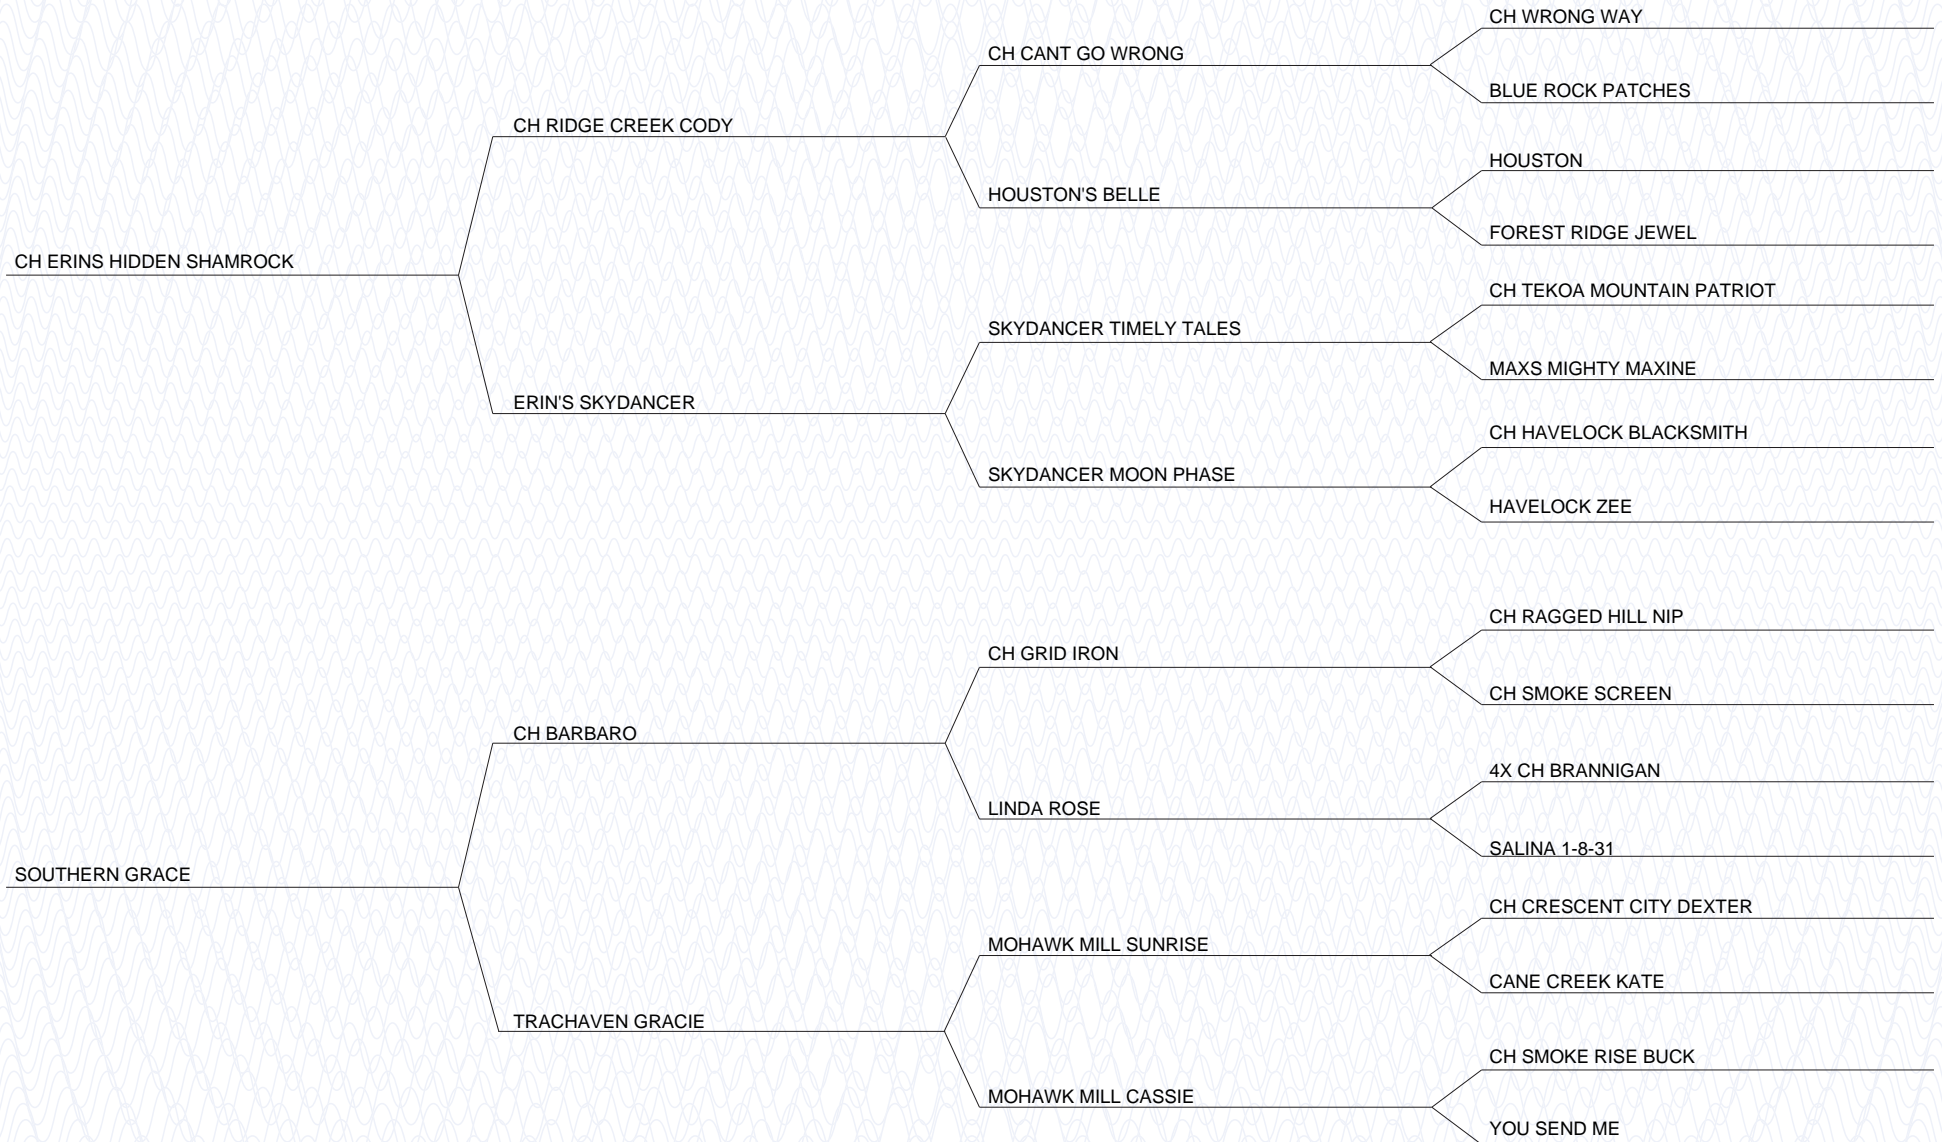 CH WRONG WAY
CH CANT GO WRONG
BLUE ROCK PATCHES
CH RIDGE CREEK CODY
HOUSTON
HOUSTON'S BELLE
FOREST RIDGE JEWEL
CH ERINS HIDDEN SHAMROCK
CH TEKOA MOUNTAIN PATRIOT
SKYDANCER TIMELY TALES
MAXS MIGHTY MAXINE
ERIN'S SKYDANCER
CH HAVELOCK BLACKSMITH
SKYDANCER MOON PHASE
HAVELOCK ZEE
CH RAGGED HILL NIP
CH GRID IRON
CH SMOKE SCREEN
CH BARBARO
4X CH BRANNIGAN
LINDA ROSE
SALINA 1-8-31
SOUTHERN GRACE
CH CRESCENT CITY DEXTER
MOHAWK MILL SUNRISE
CANE CREEK KATE
TRACHAVEN GRACIE
CH SMOKE RISE BUCK
MOHAWK MILL CASSIE
YOU SEND ME